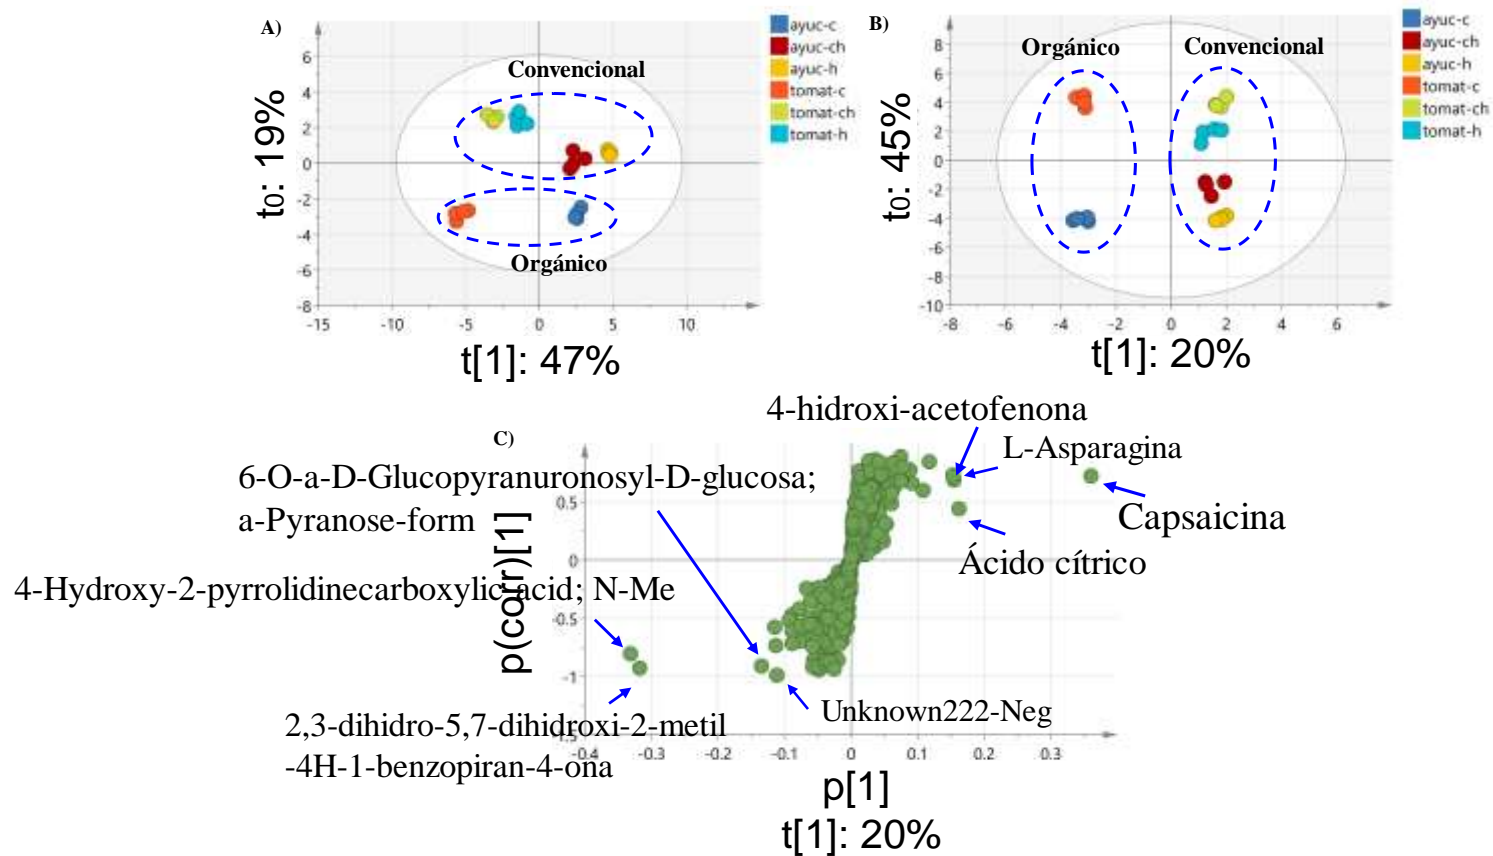 A)
Convencional
Orgánico
6
4
2
0
-2
-4
-6
-8
-15
-10
-5
0
5
10
to: 19%
t[1]: 47%
ayuc-c
ayuc-ch
ayuc-h
tomat-c
tomat-ch
tomat-h
B)
Orgánico
Convencional
8
6
4
2
0
-2
-4
-6
-8
-10
-8
-6
-4
-2
0
2
4
6
to: 45%
t[1]: 20%
ayuc-c
ayuc-ch
ayuc-h
tomat-c
tomat-ch
tomat-h
C)
4-hidroxi-acetofenona
L-Asparagina
Capsaicina
Ácido cítrico
6-O-a-D-Glucopyranuronosyl-D-glucosa;
a-Pyranose-form
4-Hydroxy-2-pyrrolidinecarboxylic acid; N-Me
2,3-dihidro-5,7-dihidroxi-2-metil
-4H-1-benzopiran-4-ona
Unknown222-Neg
p(corr)[1]
0.5
0
-0.5
-1
-1.5
-0.4
-0.3
-0.2
-0.1
0
0.1
0.2
0.3
p[1]
t[1]: 20%